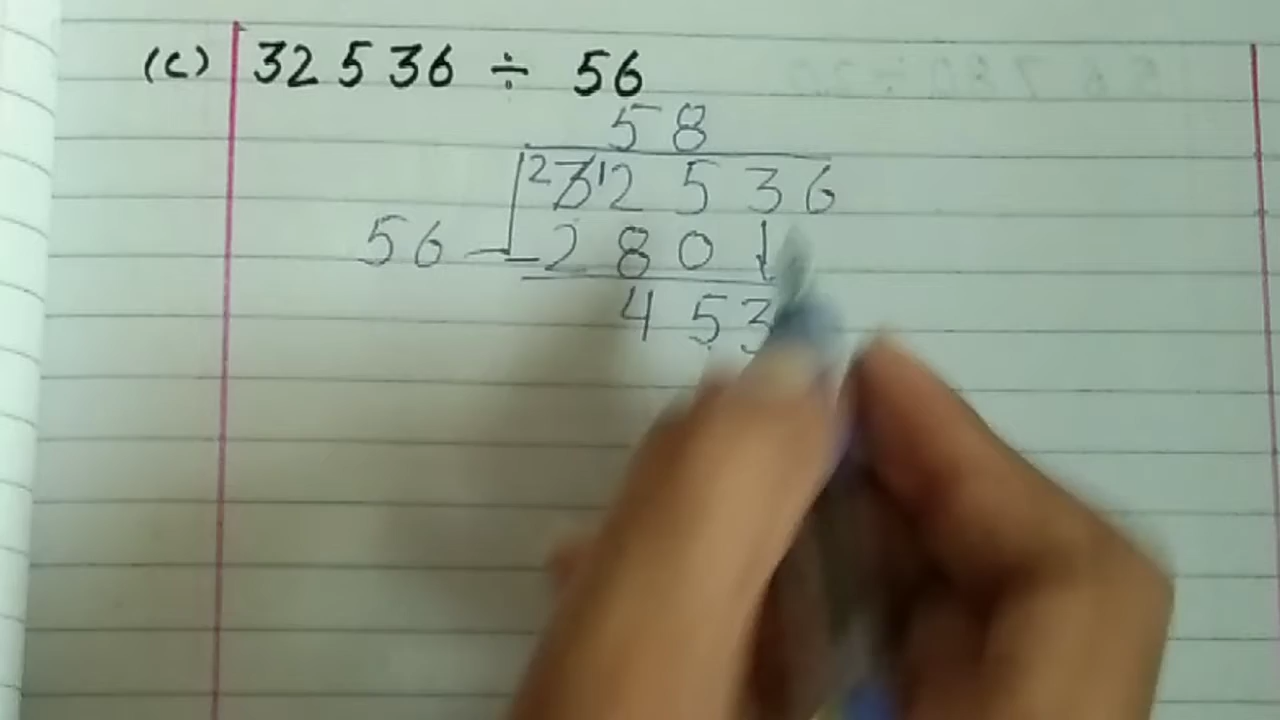 (c) 32536 ÷ 56
58
2 3 1 2 5 3 6
56 - 2 8 0 ↓
4 5 3